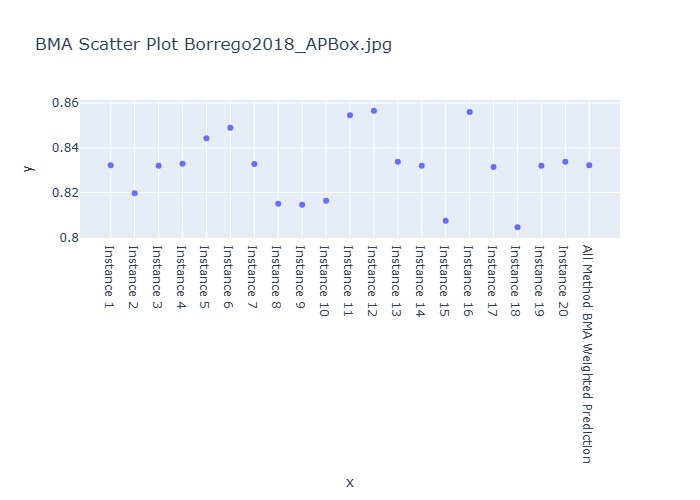 BMA Scatter Plot Borrego2018_APBox.jpg
0.86
0.84
0.82
0.8
y
Instance 1
Instance 2
Instance 3
Instance 4
Instance 5
Instance 6
Instance 7
Instance 8
Instance 9
Instance 10
Instance 11
Instance 12
Instance 13
Instance 14
Instance 15
Instance 16
Instance 17
Instance 18
Instance 19
Instance 20
All Method BMA Weighted Prediction
x